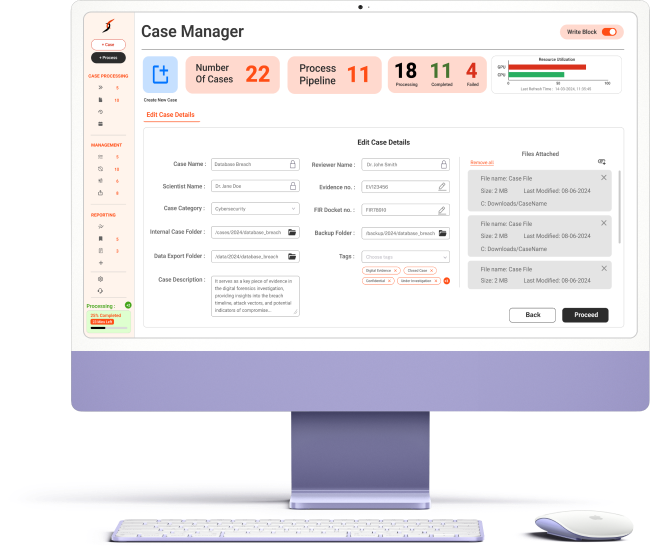 Case Manager
Write Block
+ Case
+ Process
CASE PROCESSING
5
10
MANAGEMENT
5
10
6
6
REPORTING
5
3
Processing :
25% Completed
Number Of Cases 22
Process Pipeline 11
18 Processing
11 Completed
4 Failed
Resource Utilisation
GPU
CPU
0 50 100
Last Refresh Time : 14-03-2024, 11:30:45
Create New Case
Edit Case Details
Edit Case Details
Case Name : Database Breach
Scientist Name : Dr. Jane Doe
Case Category : Cybersecurity
Internal Case Folder : /cases/2024/database_breach
Data Export Folder : /data/2024/database_breach
Case Description :
It serves as a key piece of evidence in
the digital forensics investigation,
providing insights into the breach
timeline, attack vectors, and potential
indicators of compromise...
Reviewer Name : Dr. John Smith
Evidence no. : EV123456
FIR Docket no. :
Backup Folder : /backup/2024/database_breach
Tags : Choose tags
Digital Evidence
Closed Case
Confidential
Under Investigation
Files Attached
Remove all
File name: Case File
Size: 2 MB Last Modified: 08-06-2024
C: Downloads/CaseName
File name: Case File
Size: 2 MB Last Modified: 08-06-2024
C: Downloads/CaseName
File name: Case File
Size: 2 MB Last Modified: 08-06-2024
Back
Proceed